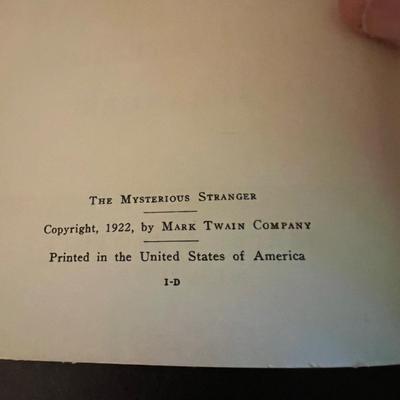 The Mysterious Stranger
Copyright, 1922, by Mark Twain Company
Printed in the United States of America
I-D